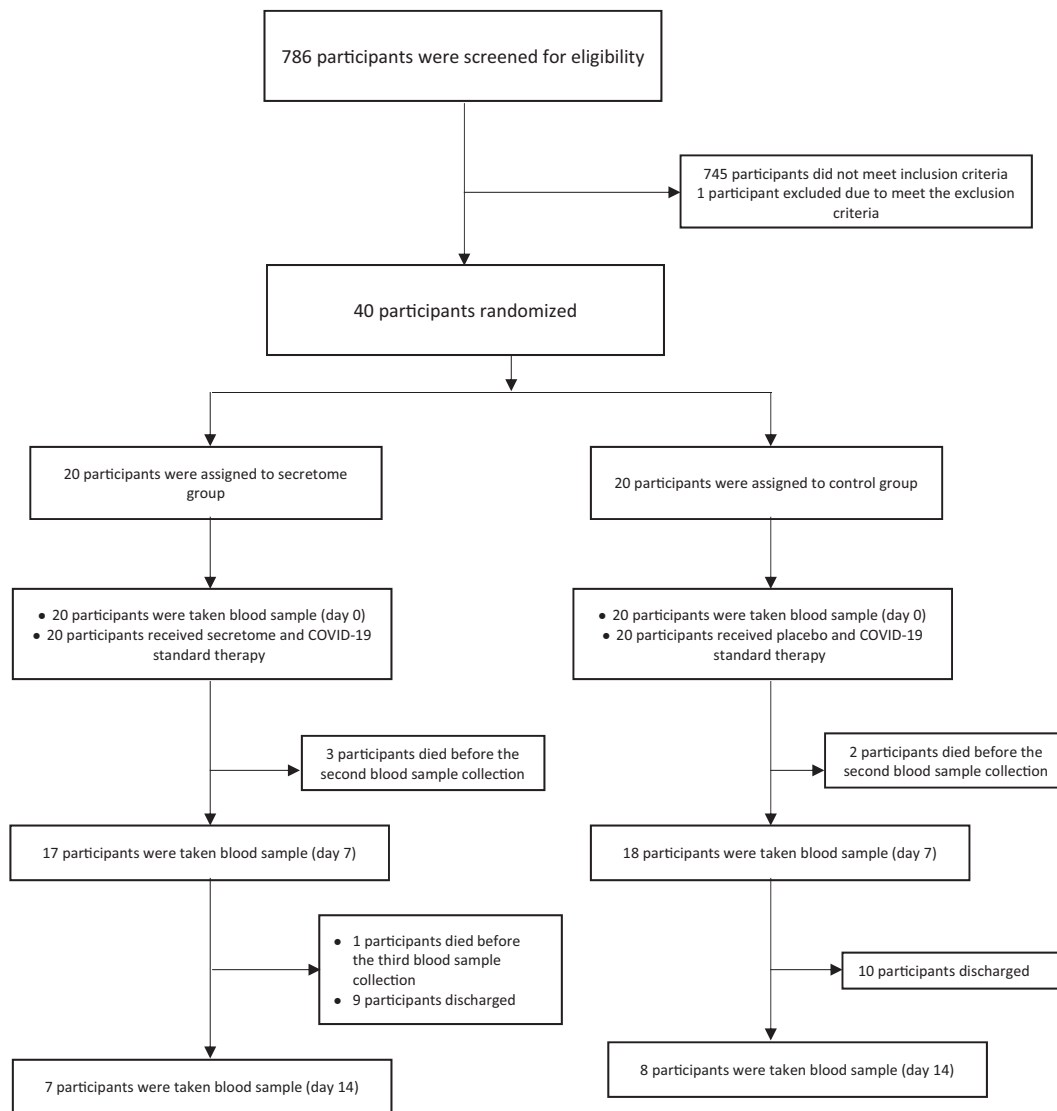 786 participants were screened for eligibility
745 participants did not meet inclusion criteria
1 participant excluded due to meet the exclusion
criteria
40 participants randomized
20 participants were assigned to secretome
group
20 participants were assigned to control group
● 20 participants were taken blood sample (day 0)
● 20 participants received secretome and COVID-19
standard therapy
● 20 participants were taken blood sample (day 0)
● 20 participants received placebo and COVID-19
standard therapy
3 participants died before the
second blood sample collection
2 participants died before the
second blood sample collection
17 participants were taken blood sample (day 7)
18 participants were taken blood sample (day 7)
● 1 participants died before
the third blood sample
collection
● 9 participants discharged
10 participants discharged
7 participants were taken blood sample (day 14)
8 participants were taken blood sample (day 14)